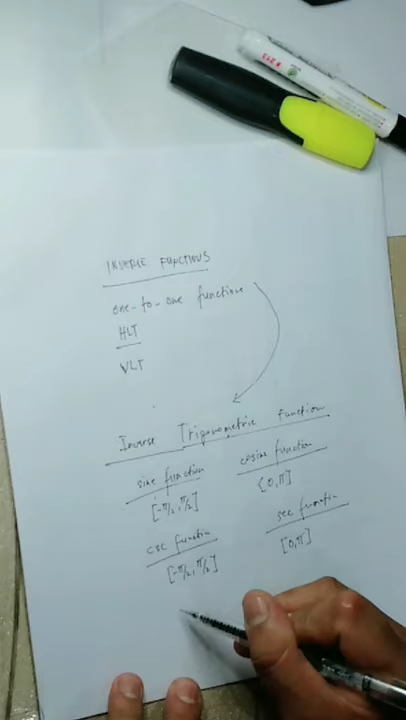 INVERSE FUNCTIONS
one-to-one functions
HLT
VLT
Inverse Trigonometric Function
sine function
[-π/2, π/2]
cosine function
[0, π]
csc function
[-π/2, π/2]
sec function
[0, π]